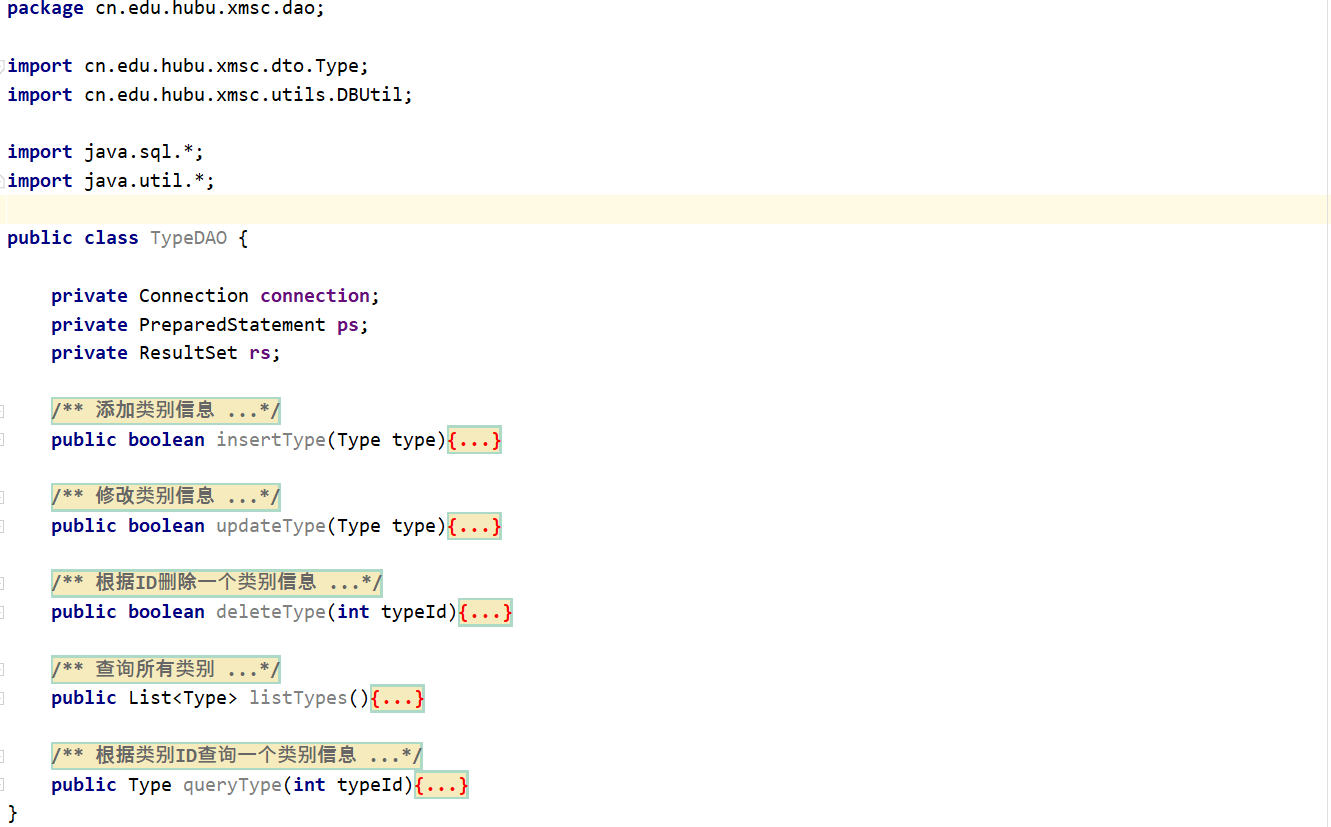 package cn.edu.hubu.xmsc.dao;
import cn.edu.hubu.xmsc.dto.Type;
import cn.edu.hubu.xmsc.utils.DBUtil;
import java.sql.*;
import java.util.*;
public class TypeDAO {
private Connection connection;
private PreparedStatement ps;
private ResultSet rs;
/** 添加类别信息 ...*/
public boolean insertType(Type type){...}
/** 修改类别信息 ...*/
public boolean updateType(Type type){...}
/** 根据ID删除一个类别信息 ...*/
public boolean deleteType(int typeId){...}
/** 查询所有类别 ...*/
public List<Type> listTypes(){...}
/** 根据类别ID查询一个类别信息 ...*/
public Type queryType(int typeId){...}
}